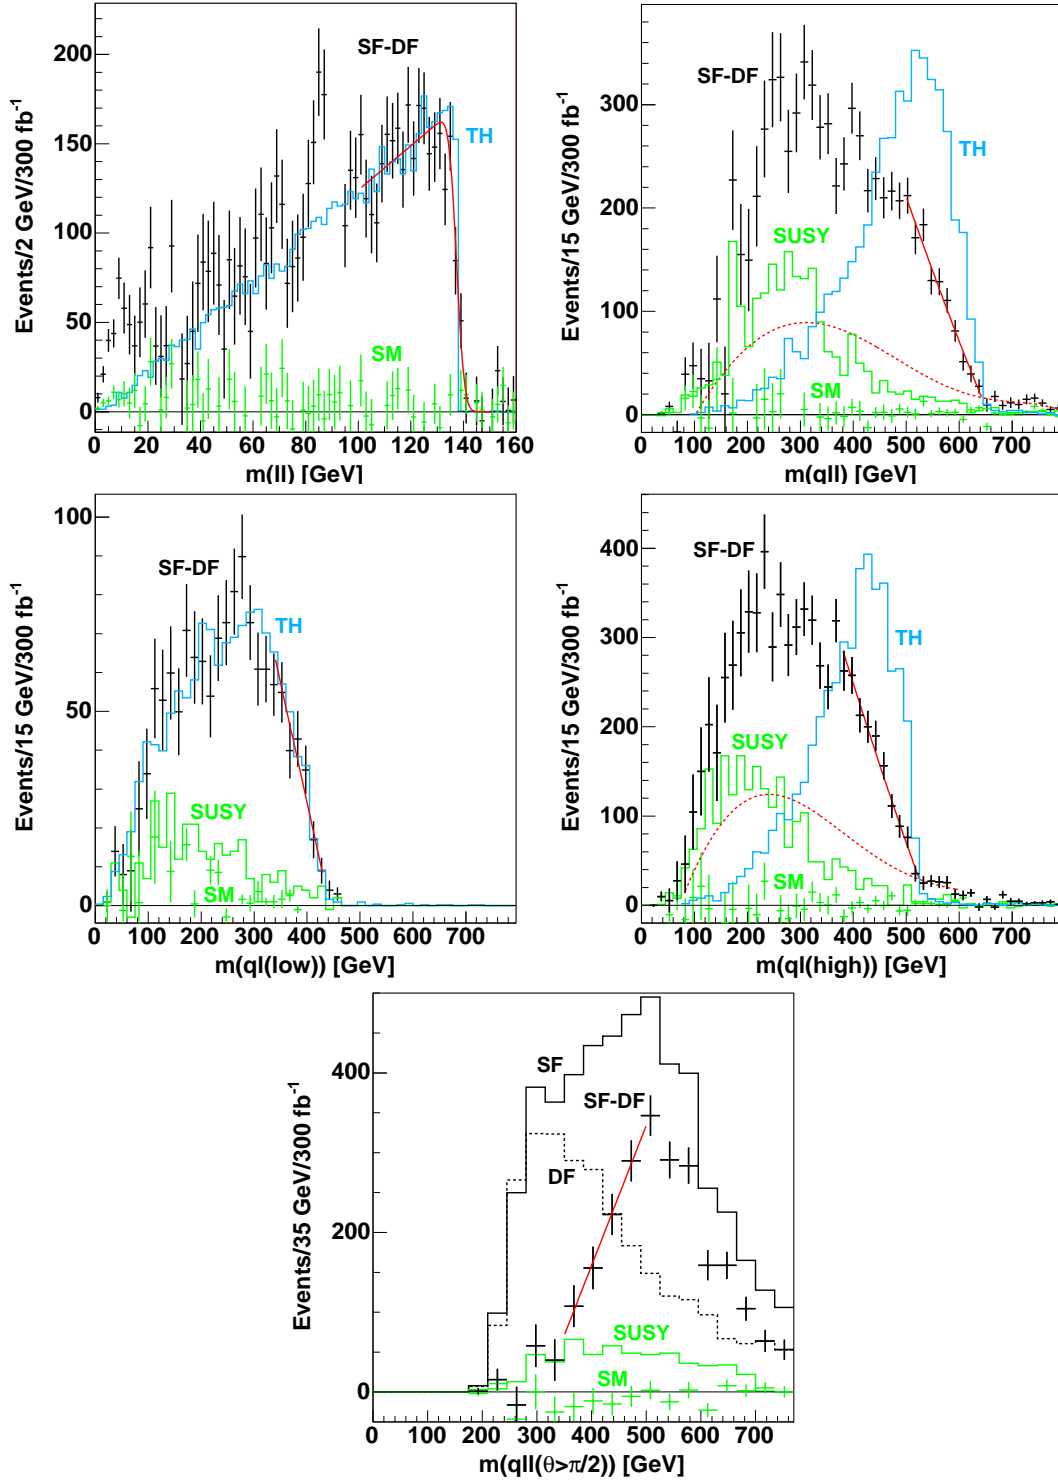 Events/2 GeV/300 fb⁻¹
200
150
100
50
0
SF-DF
TH
SM
0 20 40 60 80 100 120 140 160
m(ll) [GeV]
Events/15 GeV/300 fb⁻¹
300
200
100
0
SF-DF
TH
SUSY
SM
0 100 200 300 400 500 600 700
m(qll) [GeV]
Events/15 GeV/300 fb⁻¹
100
50
0
SF-DF
TH
SUSY
SM
0 100 200 300 400 500 600 700
m(ql(low)) [GeV]
Events/15 GeV/300 fb⁻¹
400
300
200
100
0
SF-DF
TH
SUSY
SM
0 100 200 300 400 500 600 700
m(ql(high)) [GeV]
Events/35 GeV/300 fb⁻¹
400
200
0
SF
SF-DF
DF
SUSY
SM
0 100 200 300 400 500 600 700
m(qll(θ>π/2)) [GeV]